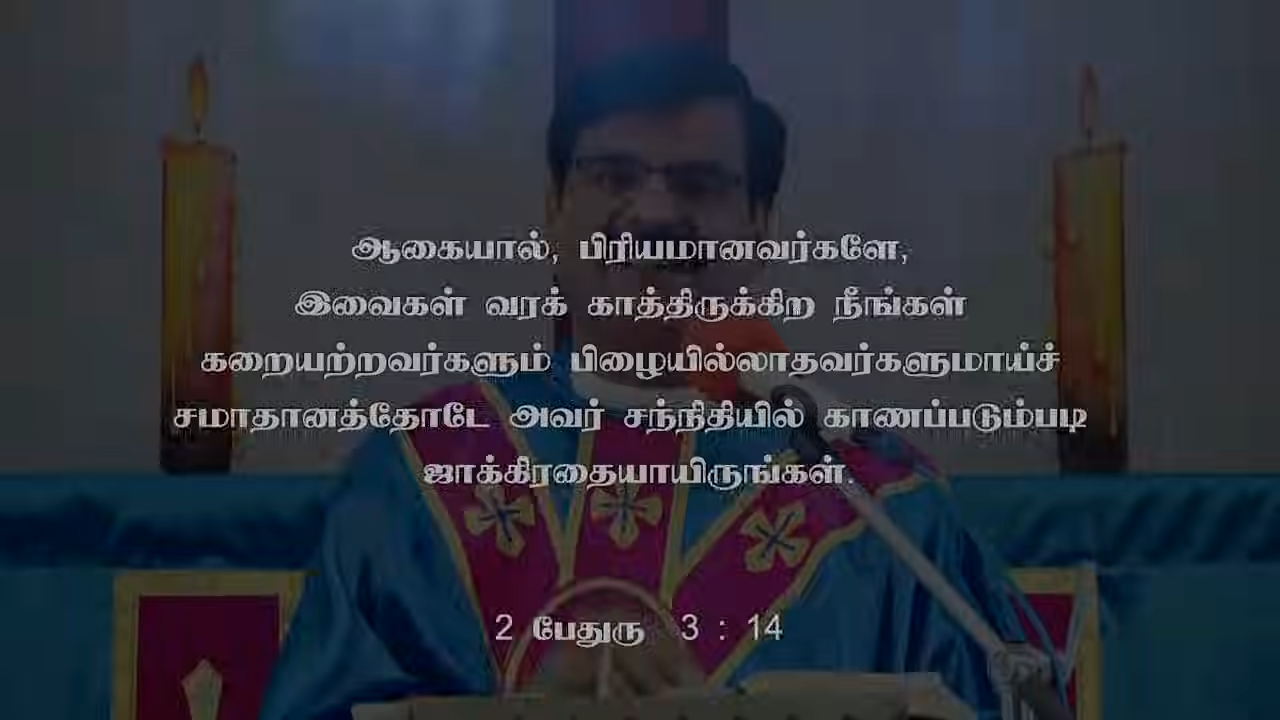 ஆகையால், பிரியமானவர்களே,
இவைகள் வரக் காத்திருக்கிற நீங்கள்
கறையற்றவர்களும் பிழையில்லாதவர்களுமாய்ச்
சமாதானத்தோடே அவர் சந்நிதியில் காணப்படும்படி
ஜாக்கிரதையாயிருங்கள்.
2 பேதுரு 3 : 14